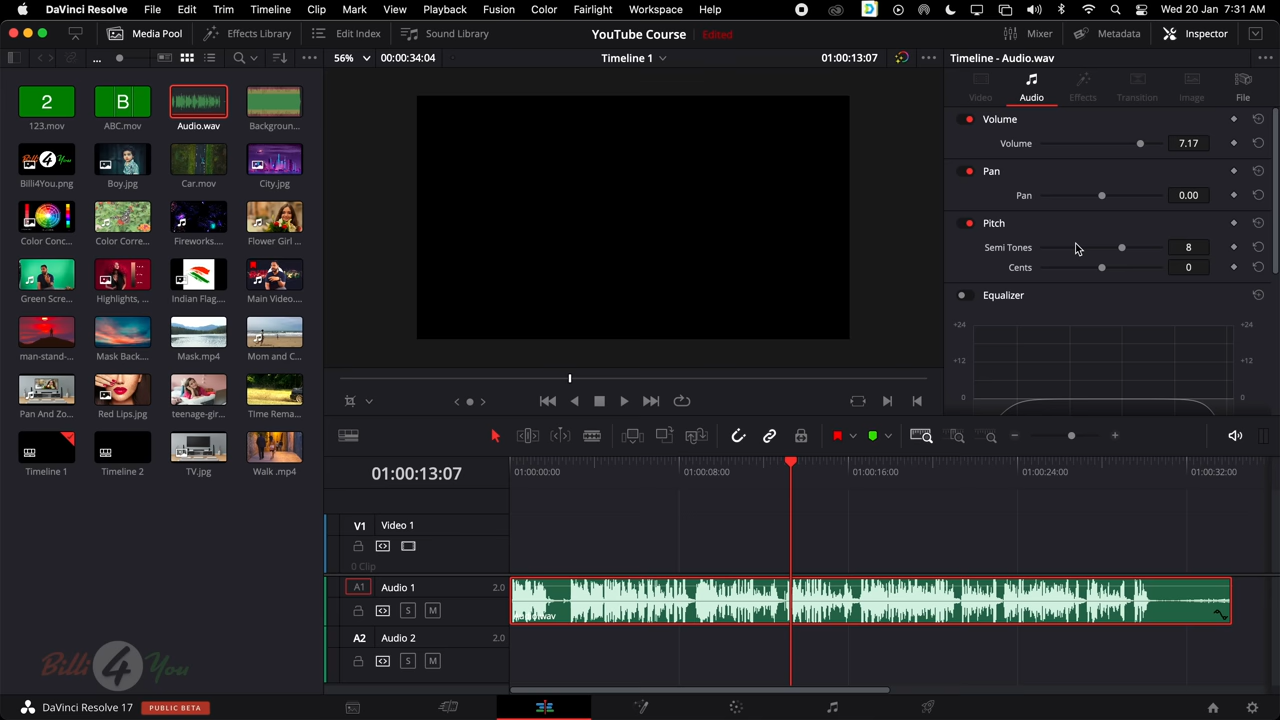 DaVinci Resolve File Edit Trim Timeline Clip Mark View Playback Fusion Color Fairlight Workspace Help Wed 20 Jan 7:31 AM
Media Pool Effects Library Edit Index Sound Library YouTube Course Edited Mixer Metadata Inspector
... 56% 00:00:34:04 Timeline 1 01:00:13:07 Timeline - Audio.wav
Video Audio Effects Transition Image File
2 B
123.mov ABC.mov Audio.wav Backgroun...
Billi4You.png Boy.jpg Car.mov City.jpg
Color Conc... Color Corre... Fireworks.... Flower Girl ...
Green Scre... Highlights, ... Indian Flag.... Main Video....
man-stand-... Mask Back.... Mask.mp4 Mom and C...
Pan And Zo... Red Lips.jpg teenage-gir... TIme Rema...
Timeline 1 Timeline 2 TV.jpg Walk .mp4
Volume
Volume 7.17
Pan
Pan 0.00
Pitch
Semi Tones 8
Cents 0
Equalizer
+24 +24
+12 +12
0 0
01:00:13:07 01:00:00:00 01:00:08:00 01:00:16:00 01:00:24:00 01:00:32:00
V1 Video 1
0 Clip
A1 Audio 1 2.0
S M
A2 Audio 2 2.0
S M
Billi4You
DaVinci Resolve 17 PUBLIC BETA